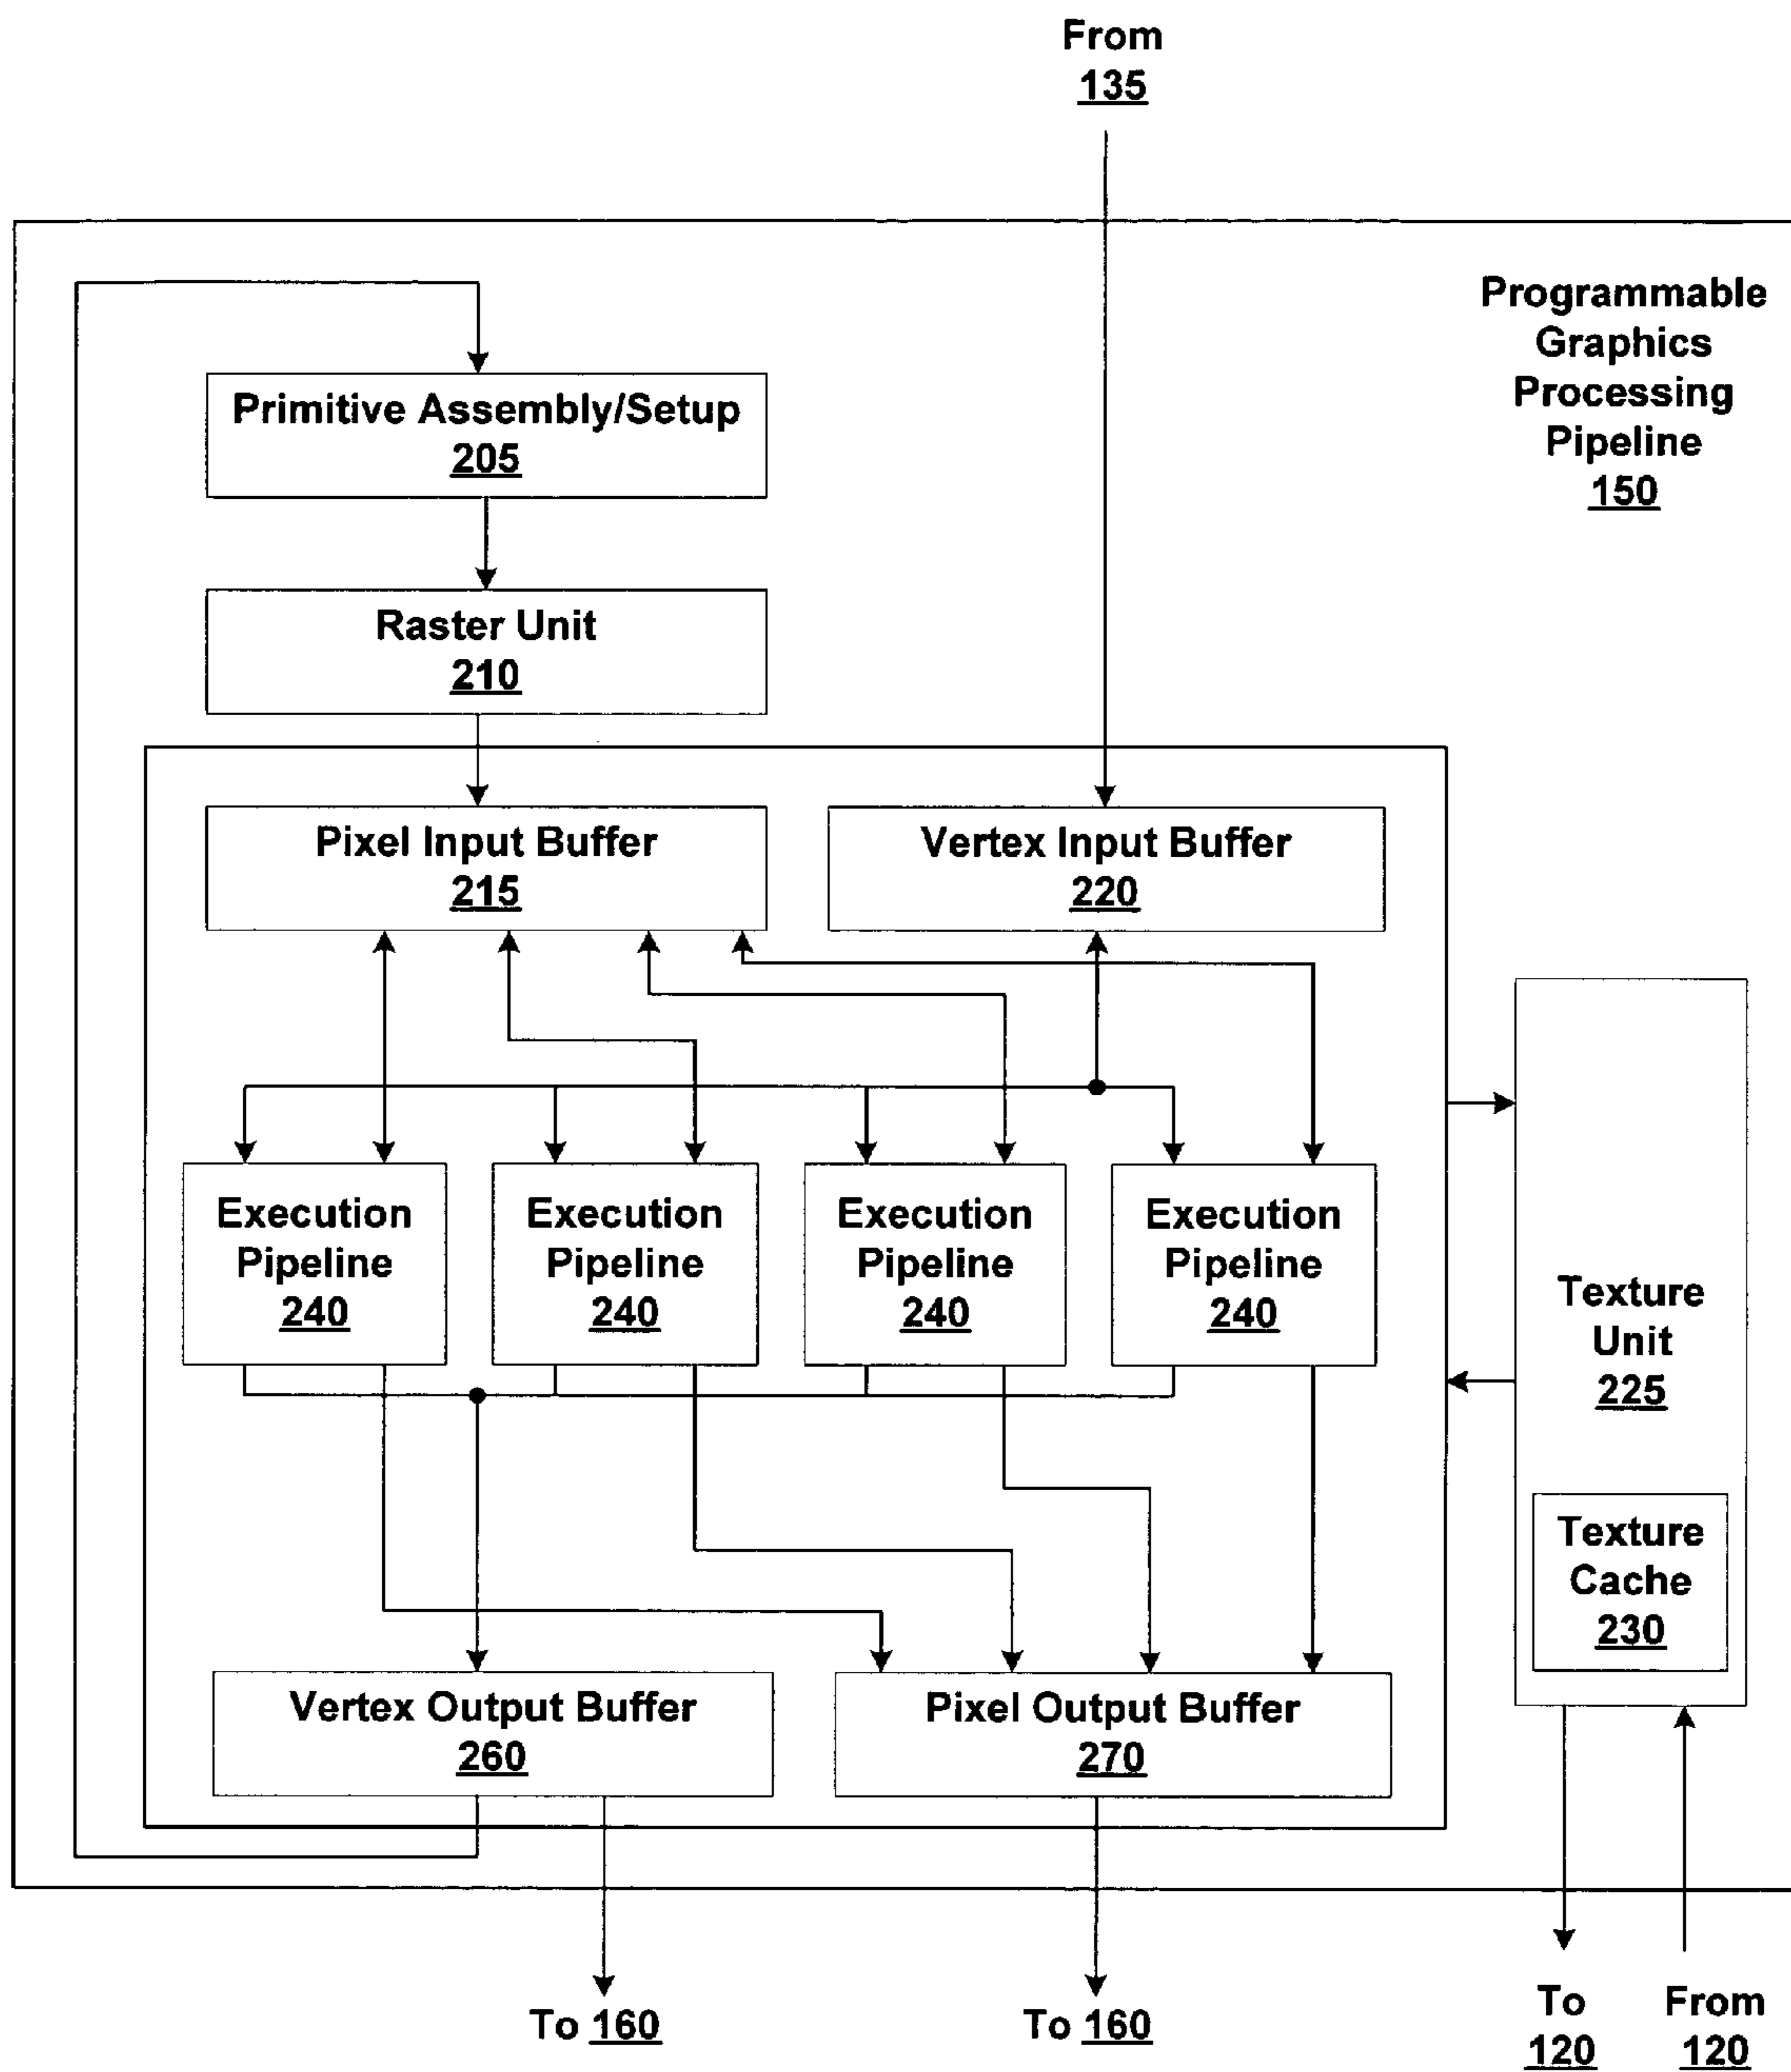 From
135
Programmable
Graphics
Processing
Pipeline
150
Primitive Assembly/Setup
205
Raster Unit
210
Pixel Input Buffer
215
Vertex Input Buffer
220
Execution
Pipeline
240
Execution
Pipeline
240
Execution
Pipeline
240
Execution
Pipeline
240
Texture
Unit
225
Texture
Cache
230
Vertex Output Buffer
260
Pixel Output Buffer
270
To 160
To 160
To
120
From
120